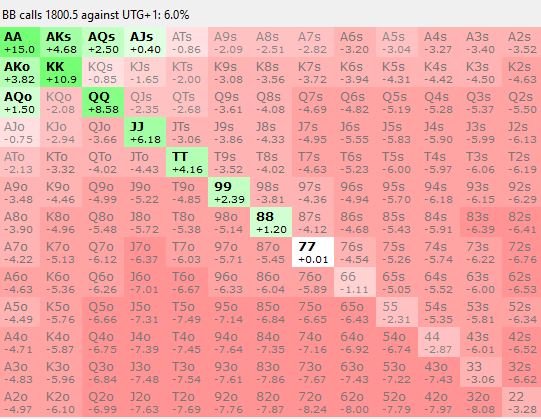 BB calls 1800.5 against UTG+1: 6.0%
AA AKs AQs AJs ATs A9s A8s A7s A6s A5s A4s A3s A2s
+15.0 +4.68 +2.50 +0.40 -0.86 -2.09 -2.51 -2.82 -3.20 -3.04 -3.27 -3.40 -3.52
AKo KK KQs KJs KTs K9s K8s K7s K6s K5s K4s K3s K2s
+3.82 +10.9 -0.85 -1.65 -2.00 -3.08 -3.56 -3.72 -3.94 -4.31 -4.42 -4.50 -4.63
AQo KQo QQ QJs QTs Q9s Q8s Q7s Q6s Q5s Q4s Q3s Q2s
+1.50 -2.08 +8.58 -2.35 -2.68 -3.61 -4.08 -4.69 -4.82 -5.19 -5.28 -5.37 -5.50
AJo KJo QJo JJ JTs J9s J8s J7s J6s J5s J4s J3s J2s
-0.75 -2.94 -3.66 +6.18 -3.06 -3.86 -4.33 -4.95 -5.55 -5.83 -5.90 -5.99 -6.13
ATo KTo QTo JTo TT T9s T8s T7s T6s T5s T4s T3s T2s
-2.13 -3.32 -4.02 -4.43 +4.16 -3.52 -4.02 -4.63 -5.23 -6.00 -5.97 -6.06 -6.19
A9o K9o Q9o J9o T9o 99 98s 97s 96s 95s 94s 93s 92s
-3.48 -4.46 -4.99 -5.22 -4.85 +2.39 -3.81 -4.36 -4.94 -5.70 -6.18 -6.15 -6.29
A8o K8o Q8o J8o T8o 98o 88 87s 86s 85s 84s 83s 82s
-3.90 -4.96 -5.48 -5.72 -5.38 -5.14 +1.20 -4.12 -4.68 -5.43 -5.91 -6.39 -6.41
A7o K7o Q7o J7o T7o 97o 87o 77 76s 75s 74s 73s 72s
-4.22 -5.13 -6.12 -6.37 -6.03 -5.71 -5.45 +0.01 -4.54 -5.26 -5.74 -6.22 -6.76
A6o K6o Q6o J6o T6o 96o 86o 76o 66 65s 64s 63s 62s
-4.63 -5.36 -6.26 -7.01 -6.67 -6.33 -6.04 -5.89 -1.11 -5.05 -5.52 -6.00 -6.53
A5o K5o Q5o J5o T5o 95o 85o 75o 65o 55 54s 53s 52s
-4.49 -5.76 -6.66 -7.31 -7.49 -7.14 -6.84 -6.65 -6.43 -2.31 -5.35 -5.81 -6.34
A4o K4o Q4o J4o T4o 94o 84o 74o 64o 54o 44 43s 42s
-4.71 -5.87 -6.75 -7.39 -7.45 -7.64 -7.35 -7.16 -6.92 -6.74 -2.87 -6.01 -6.52
A3o K3o Q3o J3o T3o 93o 83o 73o 63o 53o 43o 33 32s
-4.83 -5.96 -6.84 -7.48 -7.54 -7.61 -7.86 -7.67 -7.43 -7.22 -7.43 -3.06 -6.62
A2o K2o Q2o J2o T2o 92o 82o 72o 62o 52o 42o 32o 22
-4.97 -6.10 -6.99 -7.63 -7.69 -7.76 -7.87 -8.24 -8.00 -7.79 -7.97 -8.08 -3.28